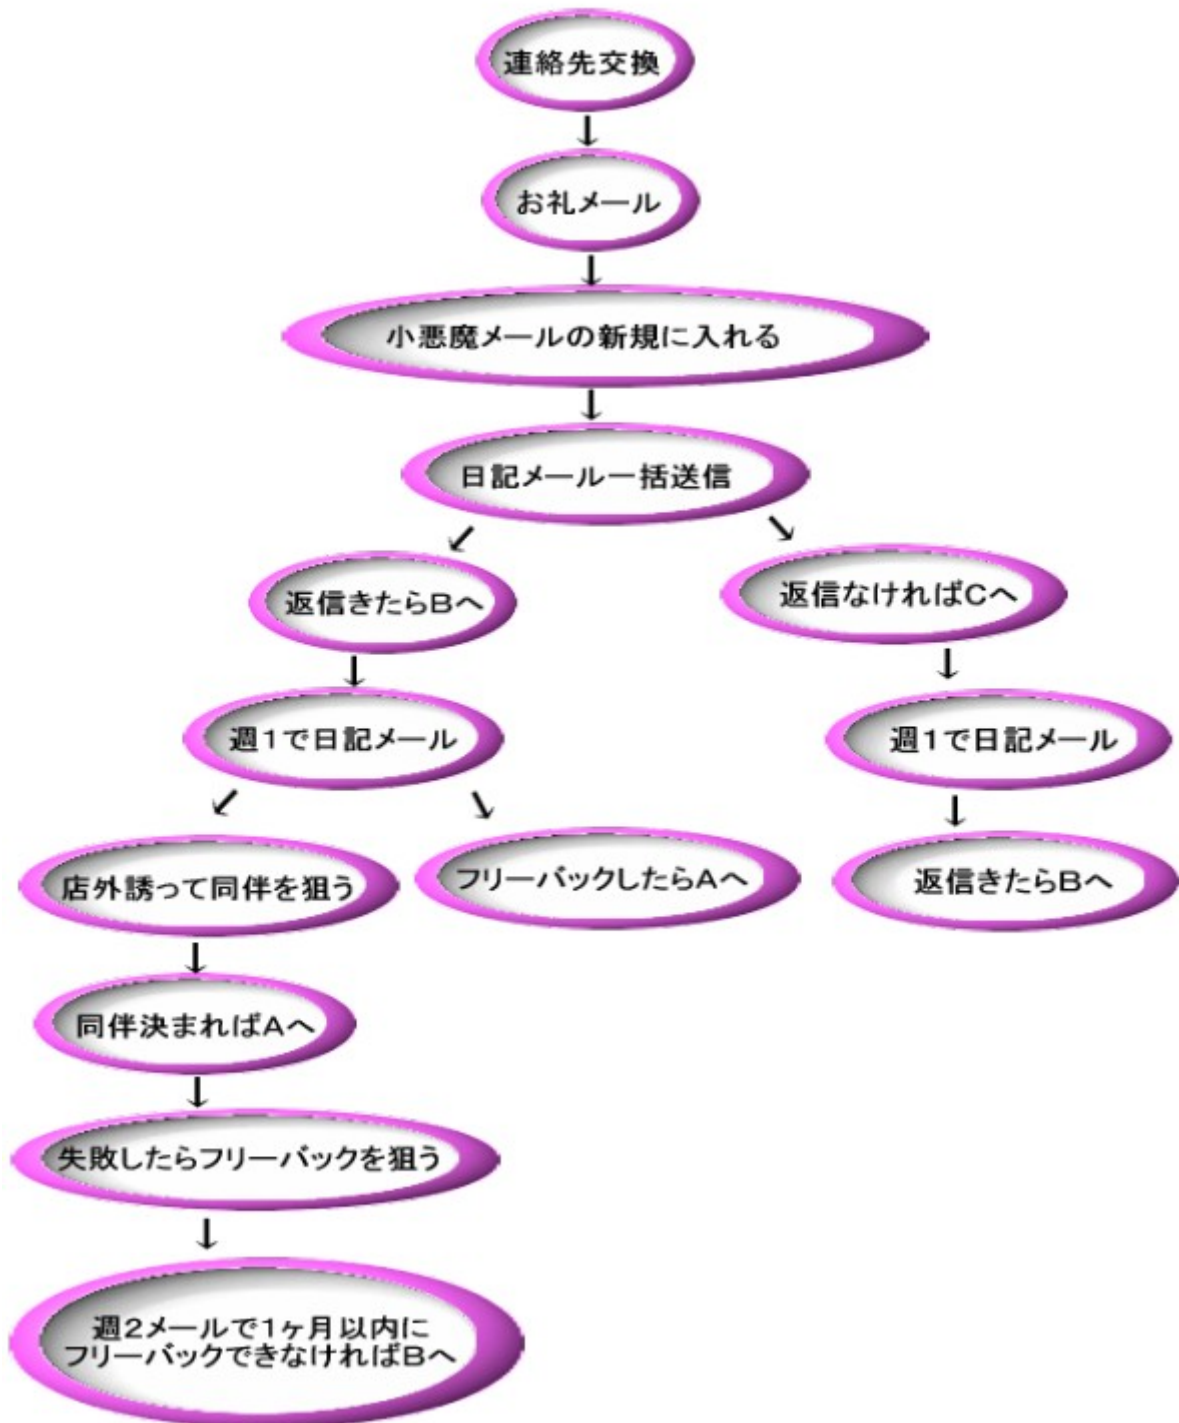 連絡先交換
お礼メール
小悪魔メールの新規に入れる
日記メール一括送信
返信きたらBへ
返信なければCへ
週1で日記メール
週1で日記メール
店外誘って同伴を狙う
フリーバックしたらAへ
返信きたらBへ
同伴決まればAへ
失敗したらフリーバックを狙う
週2メールで1ヶ月以内に
フリーバックできなければBへ